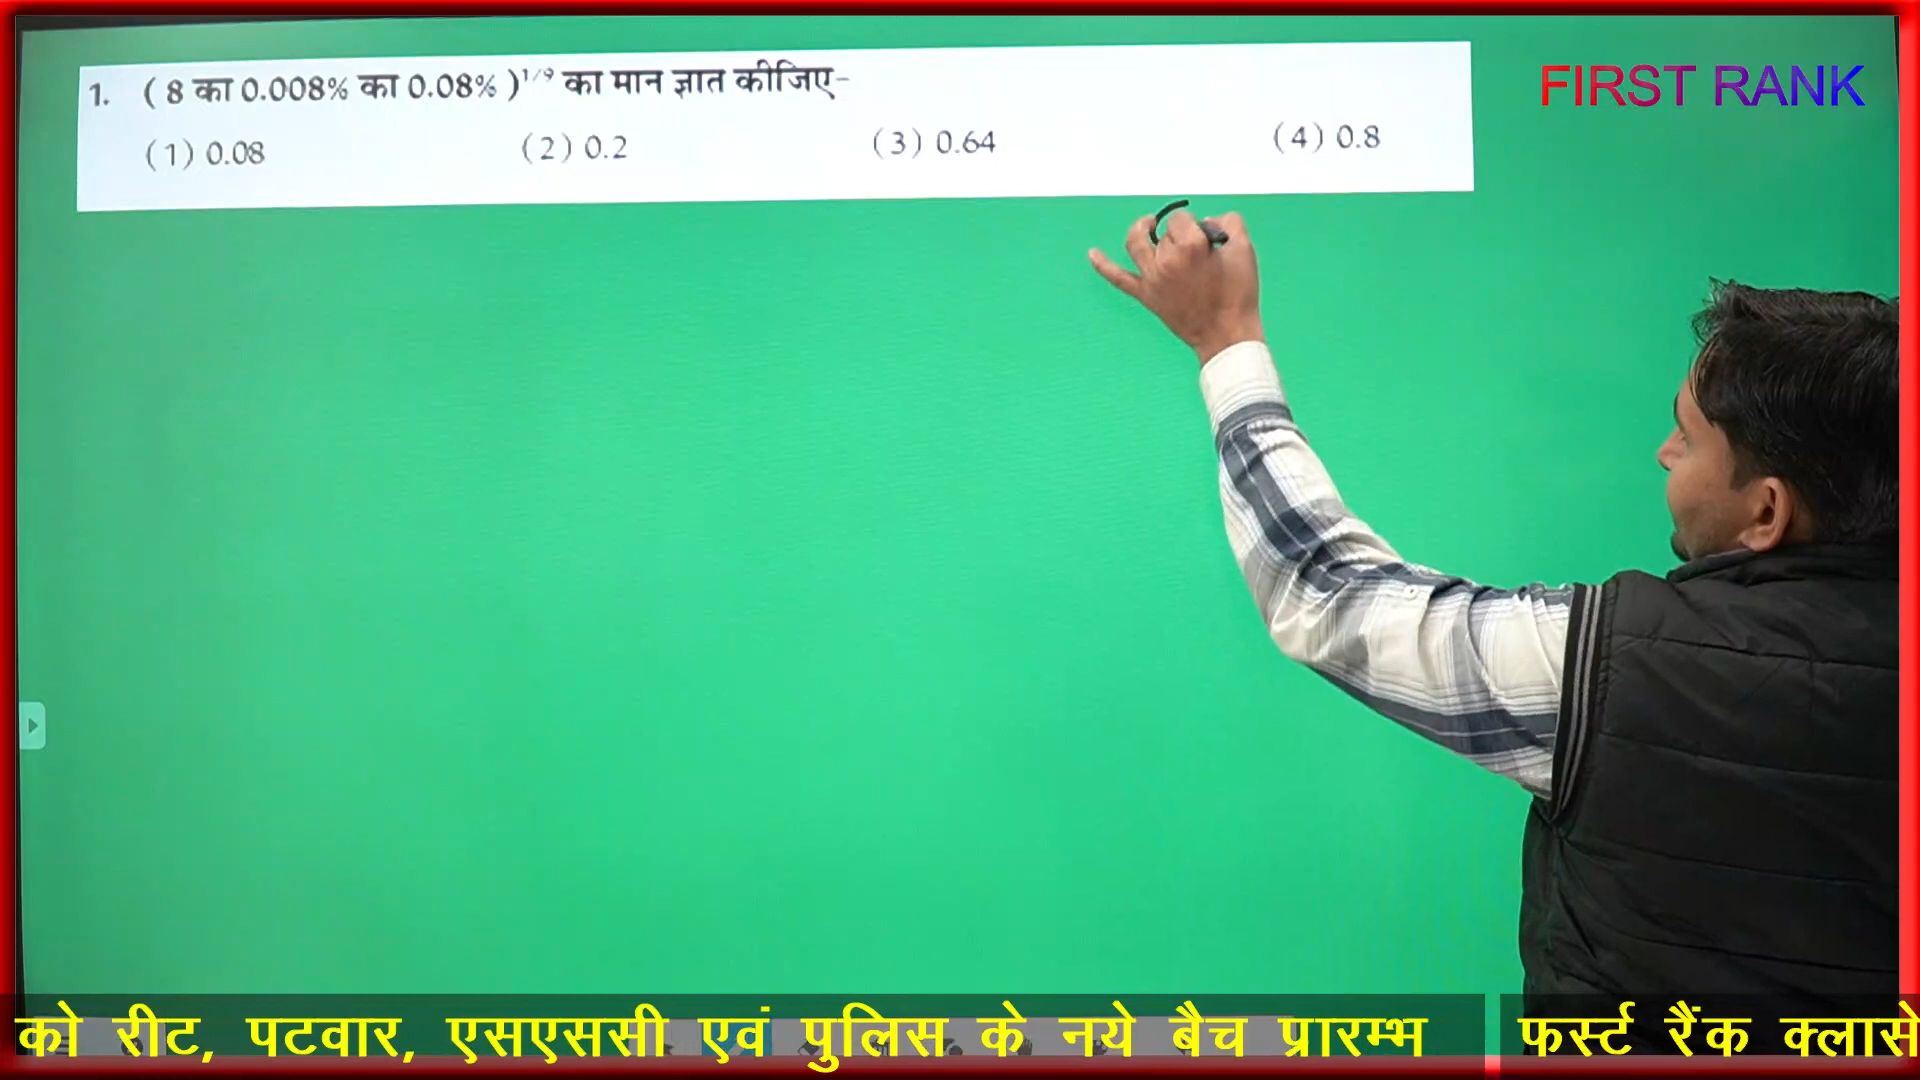 FIRST RANK
1. ( 8 का 0.008% का 0.08% )¹/⁹ का मान ज्ञात कीजिए-
(1) 0.08 (2) 0.2 (3) 0.64 (4) 0.8
को रीट, पटवार, एसएससी एवं पुलिस के नये बैच प्रारम्भ फर्स्ट रैंक क्लासे